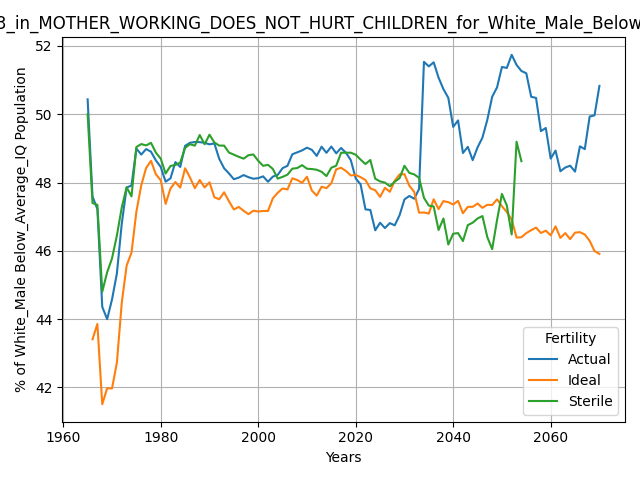 3_in_MOTHER_WORKING_DOES_NOT_HURT_CHILDREN_for_White_Male_Below
% of White_Male Below_Average_IQ Population
52
50
48
46
44
42
1960
1980
2000
2020
2040
2060
Years
Fertility
Actual
Ideal
Sterile